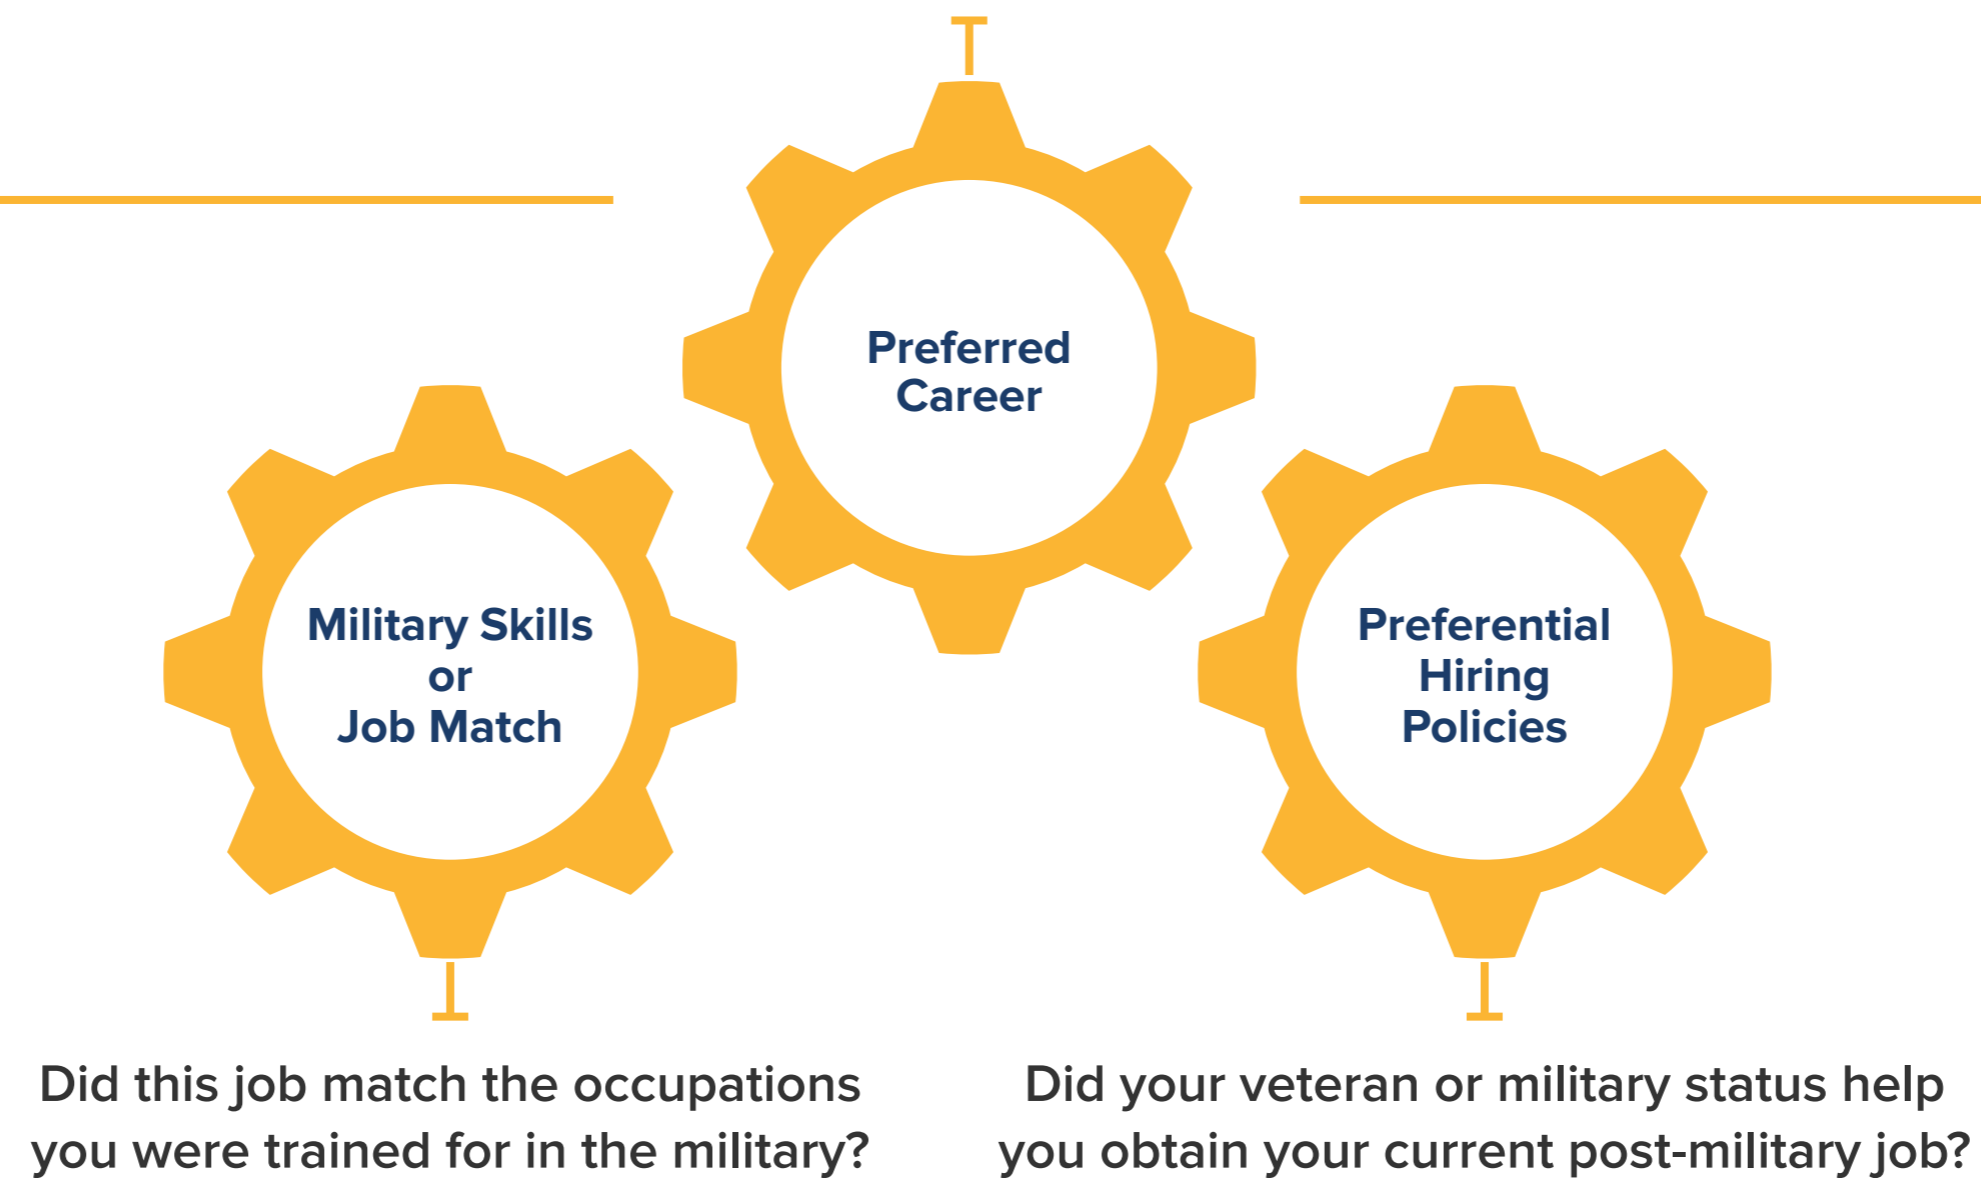 Preferred
Career
Military Skills
or
Job Match
Preferential
Hiring
Policies
Did this job match the occupations
you were trained for in the military?
Did your veteran or military status help
you obtain your current post-military job?